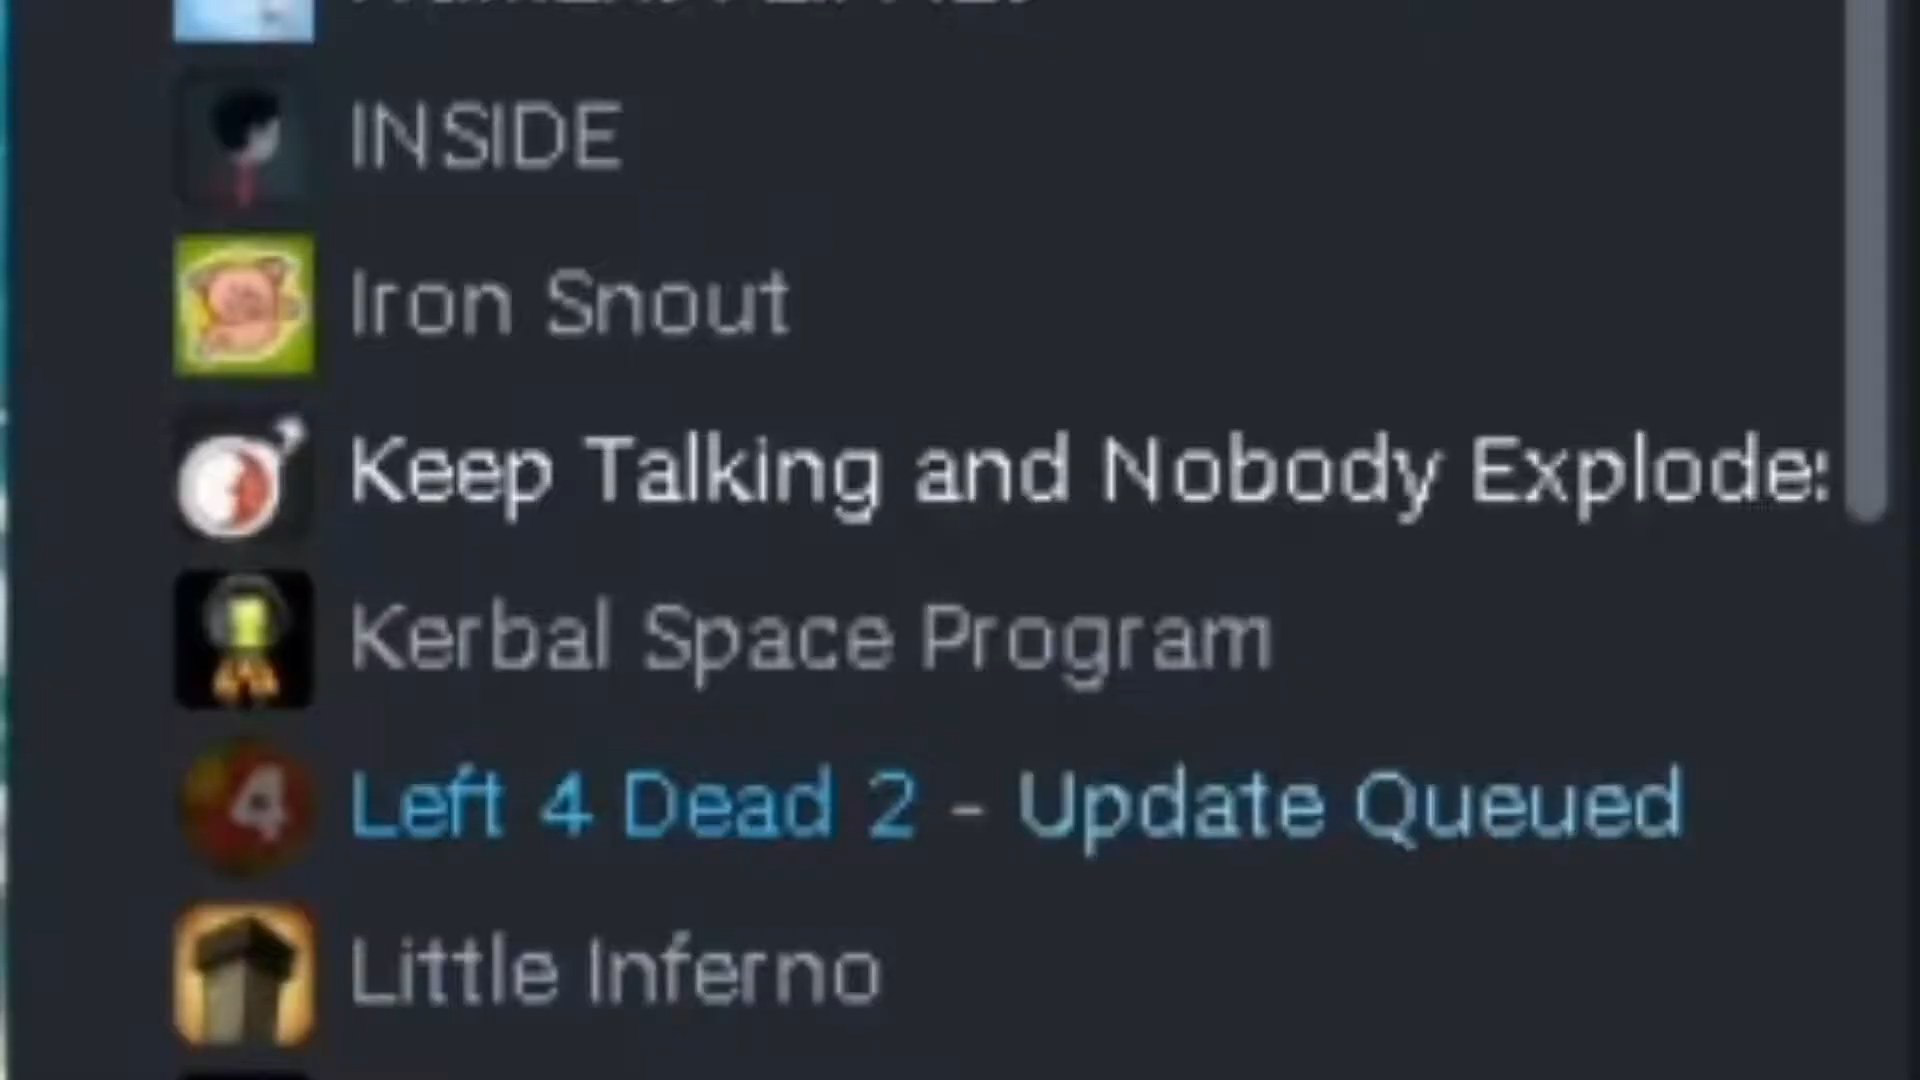 INSIDE
Iron Snout
Keep Talking and Nobody Explode
Kerbal Space Program
4
Left 4 Dead 2 - Update Queued
Little Inferno